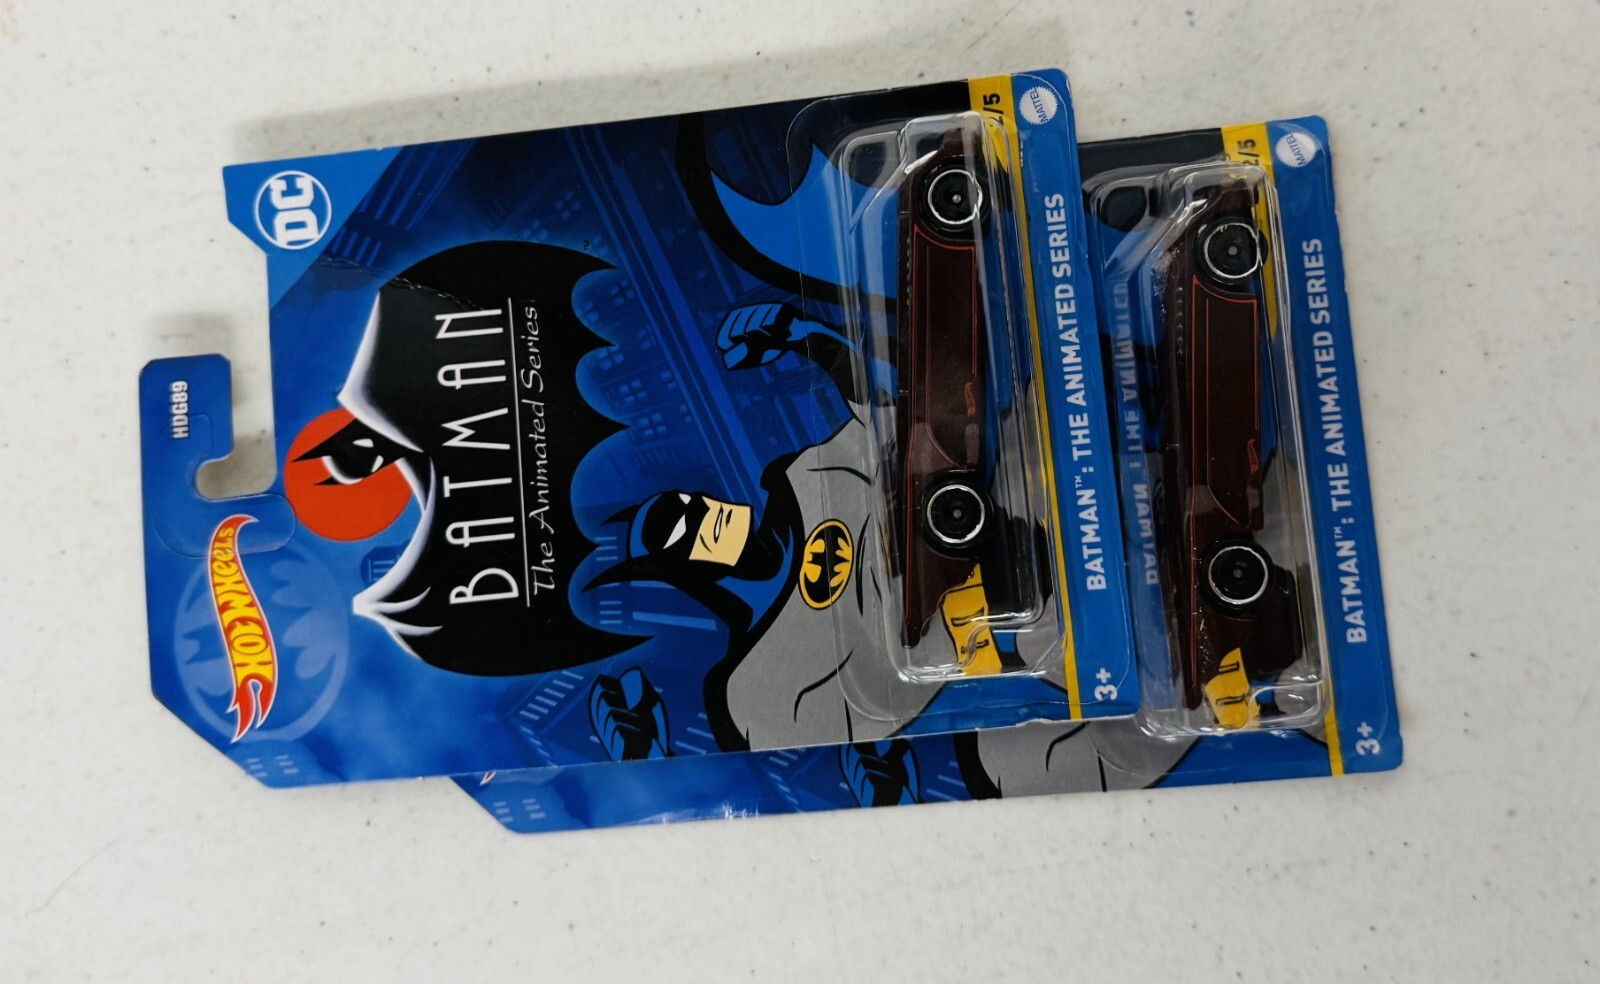 HDG89
Hot Wheels
DC
BATMAN
The Animated Series
TM
2/5
MATTEL
BATMAN™: THE ANIMATED SERIES
3+
2/5
MATTEL
BATMAN™: THE ANIMATED SERIES
3+